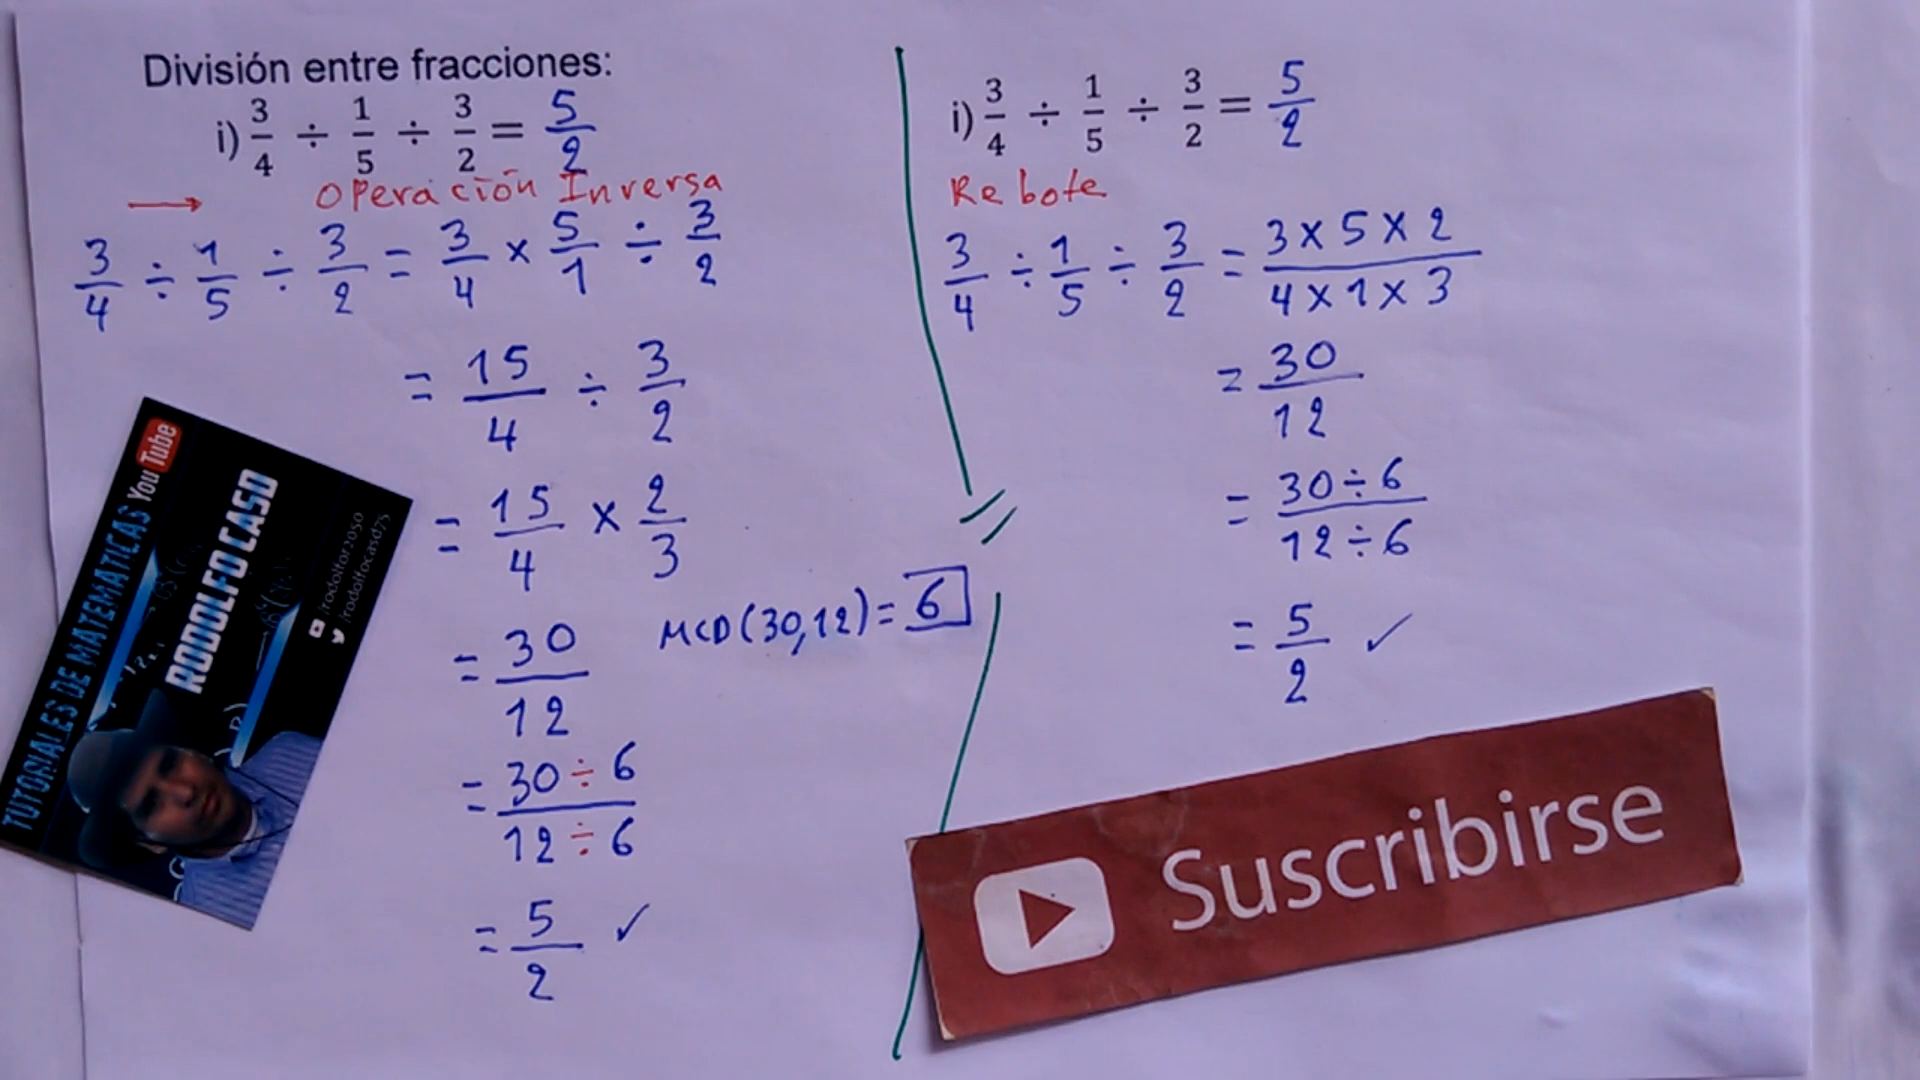 División entre fracciones:
i) 3/4 ÷ 1/5 ÷ 3/2 = 5/2
→ Operación Inversa
3/4 ÷ 1/5 ÷ 3/2 = 3/4 × 5/1 ÷ 3/2
= 15/4 ÷ 3/2
= 15/4 × 2/3
= 30/12
MCD(30,12) = 6
= 30÷6/12÷6
= 5/2 ✓
i) 3/4 ÷ 1/5 ÷ 3/2 = 5/2
Rebote
3/4 ÷ 1/5 ÷ 3/2 = 3×5×2/4×1×3
= 30/12
= 30÷6/12÷6
= 5/2 ✓
TUTORIALES DE MATEMATICAS YouTube
RODOLFO CASO
Suscribirse